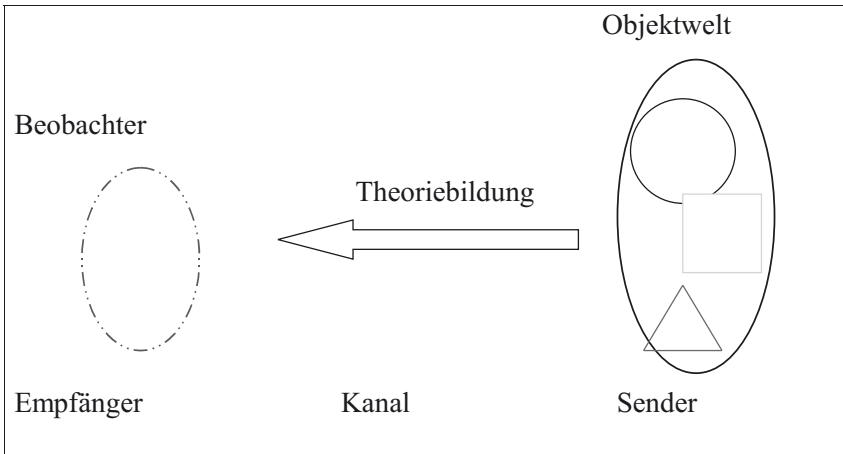 Objektwelt
Beobachter
Theoriebildung
Empfänger Kanal Sender